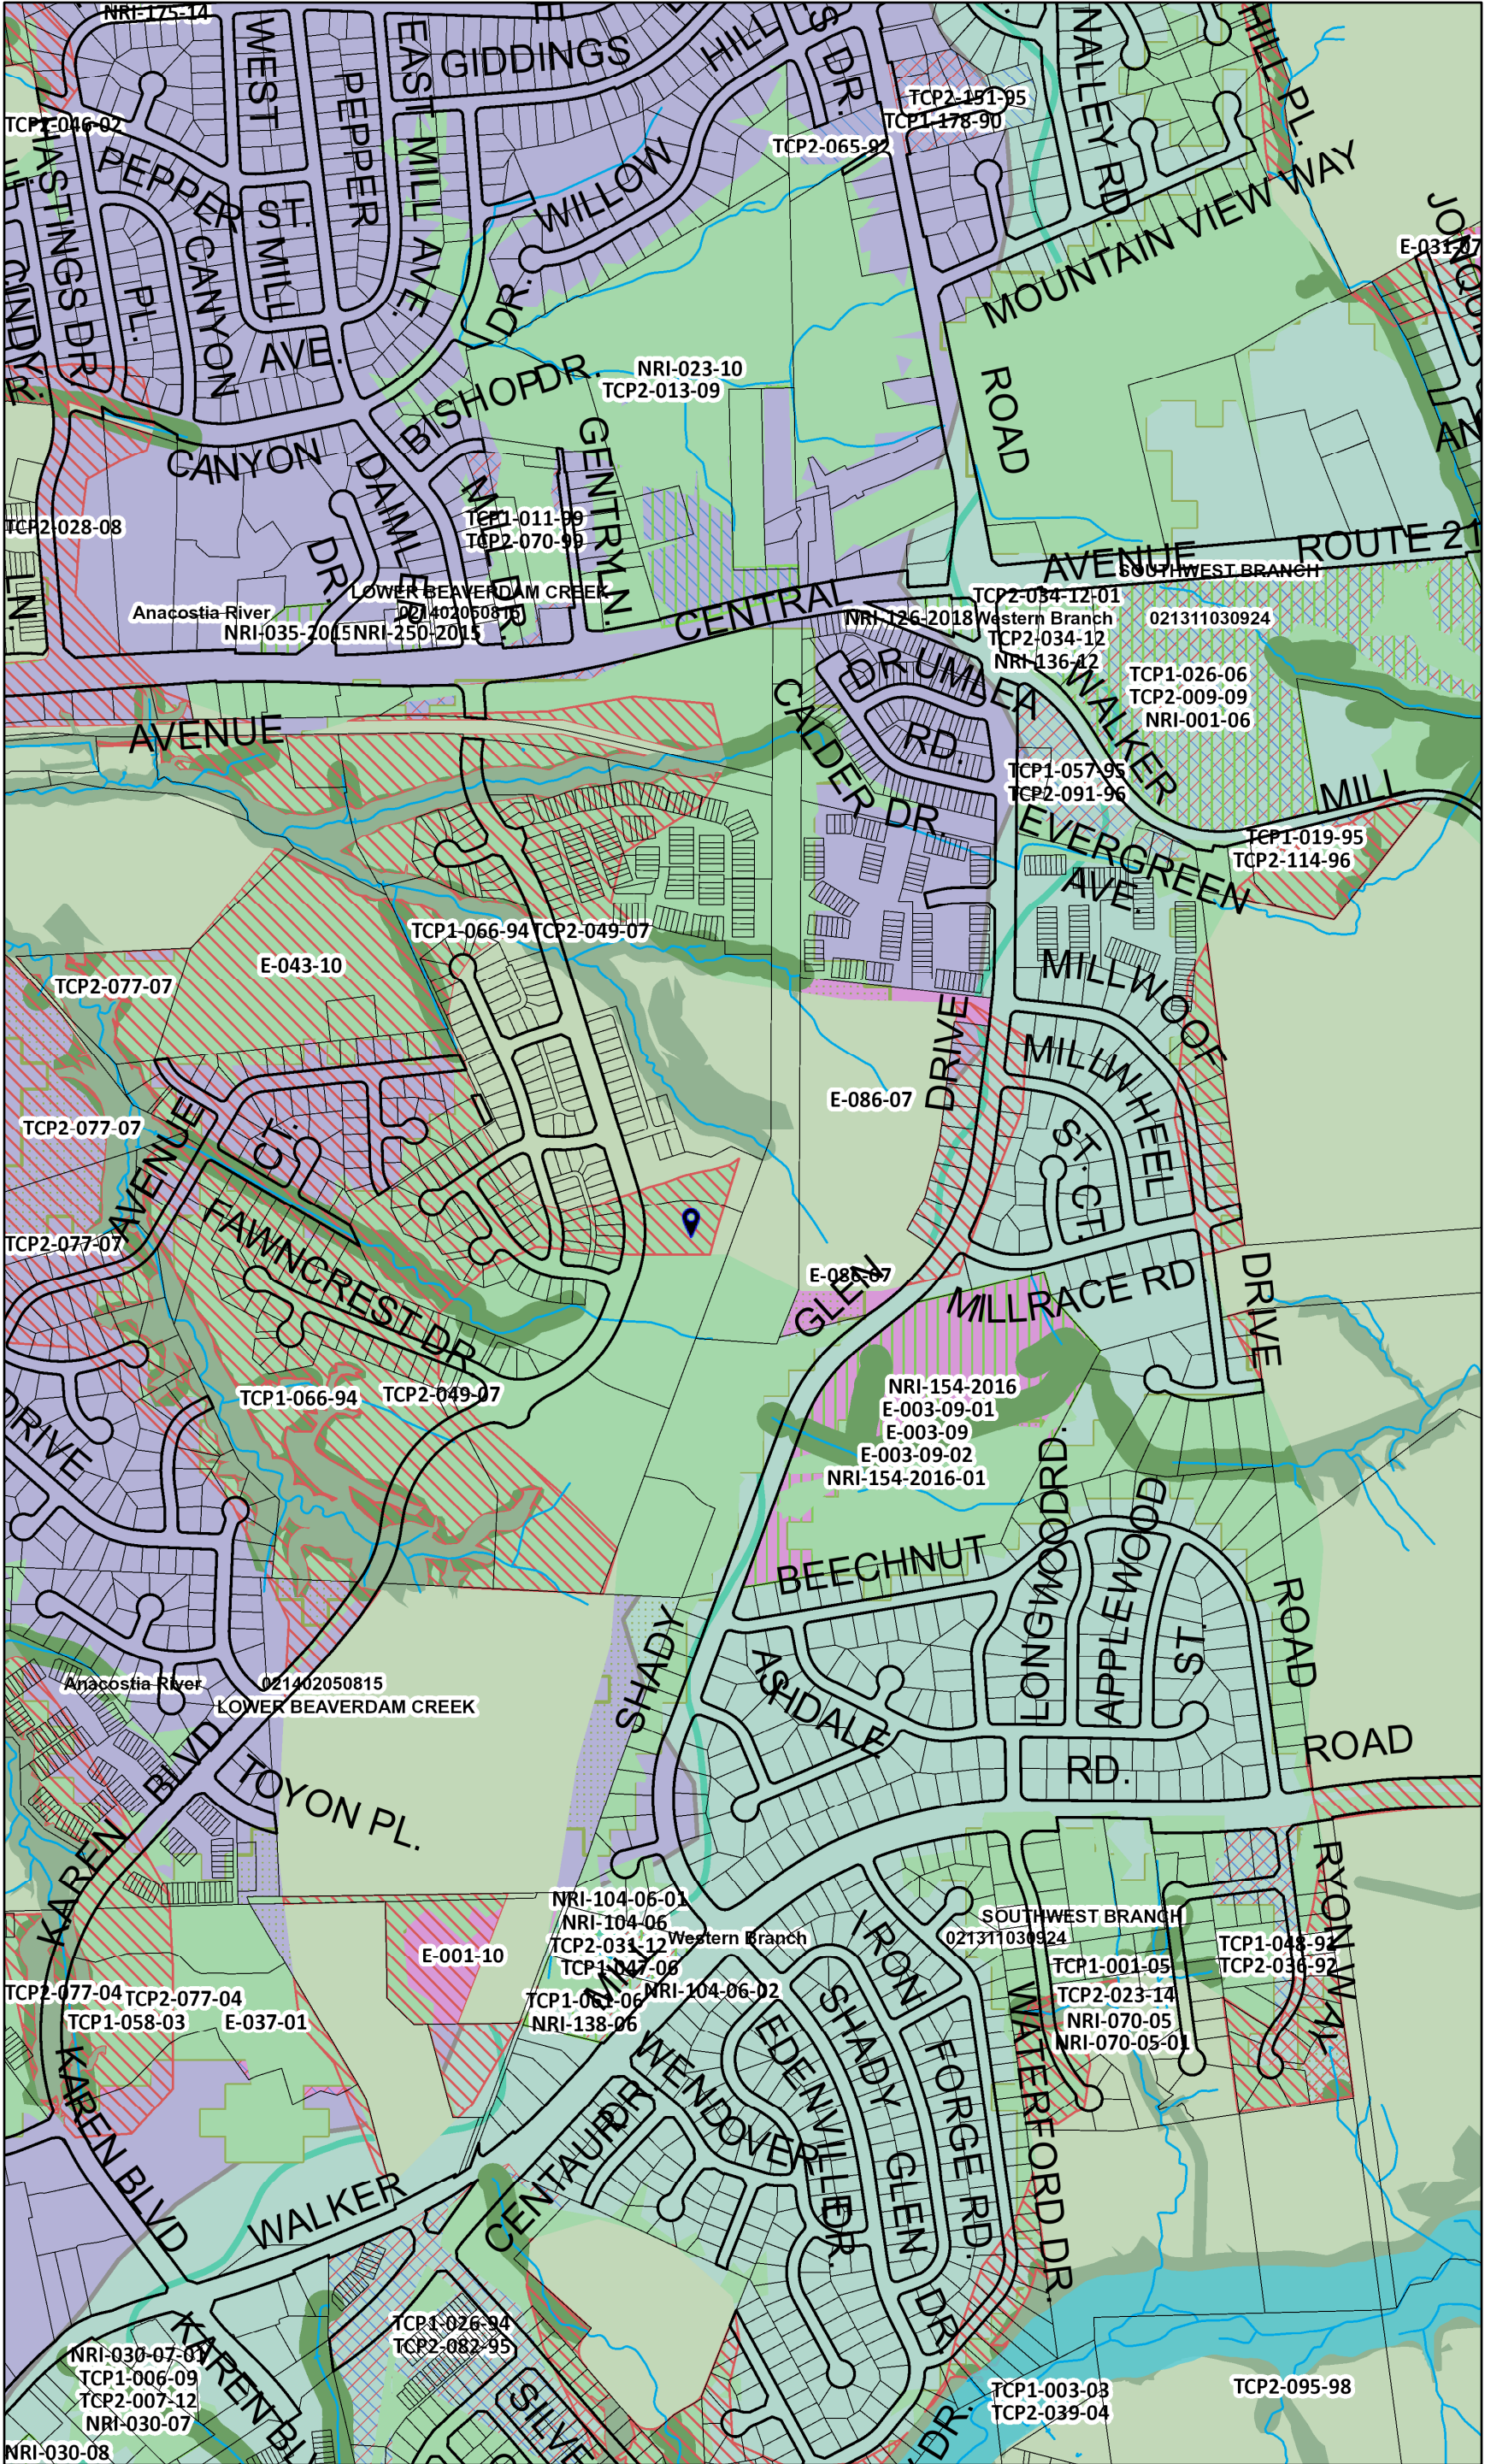 NRI-175-14
WEST
EAST MILL AVE.
GIDDINGS
HILL
S DR.
NALLEY RD.
HILL PL.
PEPPER
TCP2-151-95
TCP1-178-90
TCP2-046-02
TCP2-065-92
HASTINGS DR
PEPPER
ST.
MILL
WILLOW
DR.
MOUNTAIN VIEW WAY
E-031-07
PL.
CANYON
AVE.
BISHOP DR.
NRI-023-10
TCP2-013-09
ROAD
CANYON
DAIMLER
DR.
MILL DR.
GENTRY LN.
TCP2-028-08
TCP1-011-99
TCP2-070-99
LN.
AVENUE
ROUTE 21
SOUTHWEST BRANCH
LOWER BEAVERDAM CREEK
021402050815
Anacostia River
CENTRAL
TCP2-034-12-01
NRI-126-2018
Western Branch
021311030924
NRI-035-2015
NRI-250-2015
TCP2-034-12
NRI-136-12
DRUMLEA
RD.
WALKER
MILL
TCP1-026-06
TCP2-009-09
NRI-001-06
AVENUE
CALDER DR.
TCP1-057-95
TCP2-091-96
EVERGREEN
AVE.
TCP1-019-95
TCP2-114-96
TCP1-066-94
TCP2-049-07
E-043-10
TCP2-077-07
MILLWOOF
DRIVE
MILLWHEEL
ST.
CT.
E-086-07
TCP2-077-07
AVENUE
CT.
FAWNCREST DR.
TCP2-077-07
E-086-07
GLEN
MILLRACE RD.
DRIVE
NRI-154-2016
E-003-09-01
E-003-09
E-003-09-02
NRI-154-2016-01
TCP1-066-94
TCP2-049-07
DRIVE
BEECHNUT
RD.
LONGWOOD
APPLEWOOD
ST.
ROAD
SHADY
ASHDALE
RD.
ROAD
Anacostia River
021402050815
LOWER BEAVERDAM CREEK
KAREN
BLVD.
TOYON PL.
NRI-104-06-01
NRI-104-06
TCP2-031-12
TCP1-047-06
Western Branch
NRI-104-06-02
TCP1-061-06
NRI-138-06
E-001-10
IRON
FORGE RD.
SOUTHWEST BRANCH
021311030924
TCP1-001-05
TCP2-023-14
NRI-070-05
NRI-070-05-01
TCP1-048-92
TCP2-036-92
TCP2-077-04
TCP2-077-04
TCP1-058-03
E-037-01
KAREN BLVD
WENDOVER
EDENVILLE
DR.
SHADY
GLEN
DR.
WATERFORD DR.
WALKER
CENTAUR DR.
TCP1-026-94
TCP2-082-95
NRI-030-07-01
TCP1-006-09
TCP2-007-12
NRI-030-07
NRI-030-08
TCP1-003-03
TCP2-039-04
TCP2-095-98
DR.